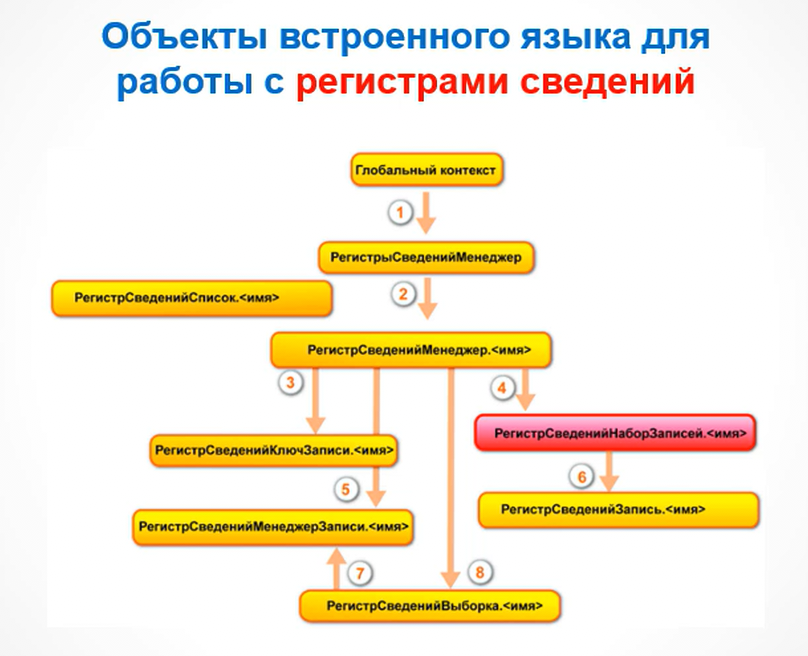 Объекты встроенного языка для
работы с регистрами сведений
Глобальный контекст
1
РегистрыСведенийМенеджер
РегистрСведенийСписок.<имя>
2
РегистрСведенийМенеджер.<имя>
3
4
РегистрСведенийНаборЗаписей.<имя>
РегистрСведенийКлючЗаписи.<имя>
5
6
РегистрСведенийЗапись.<имя>
РегистрСведенийМенеджерЗаписи.<имя>
7
8
РегистрСведенийВыборка.<имя>